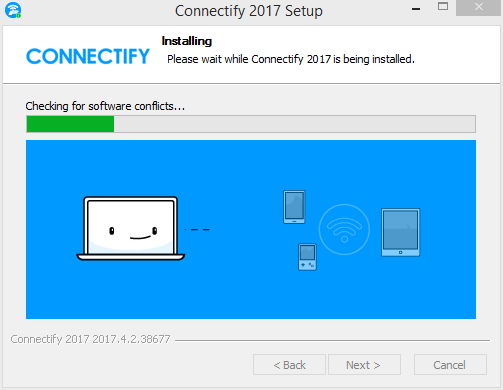 Connectify 2017 Setup
Installing
CONNECTIFY
Please wait while Connectify 2017 is being installed.
Checking for software conflicts...
Connectify 2017 2017.4.2.38677
< Back
Next >
Cancel